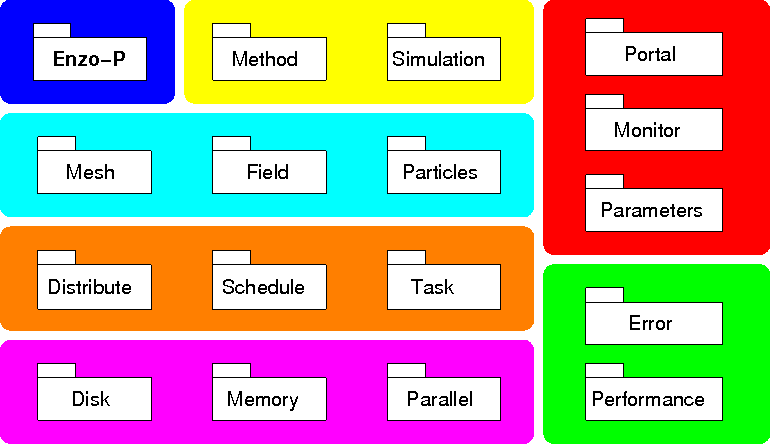 Enzo-P
Method
Simulation
Portal
Monitor
Parameters
Mesh
Field
Particles
Distribute
Schedule
Task
Error
Performance
Disk
Memory
Parallel